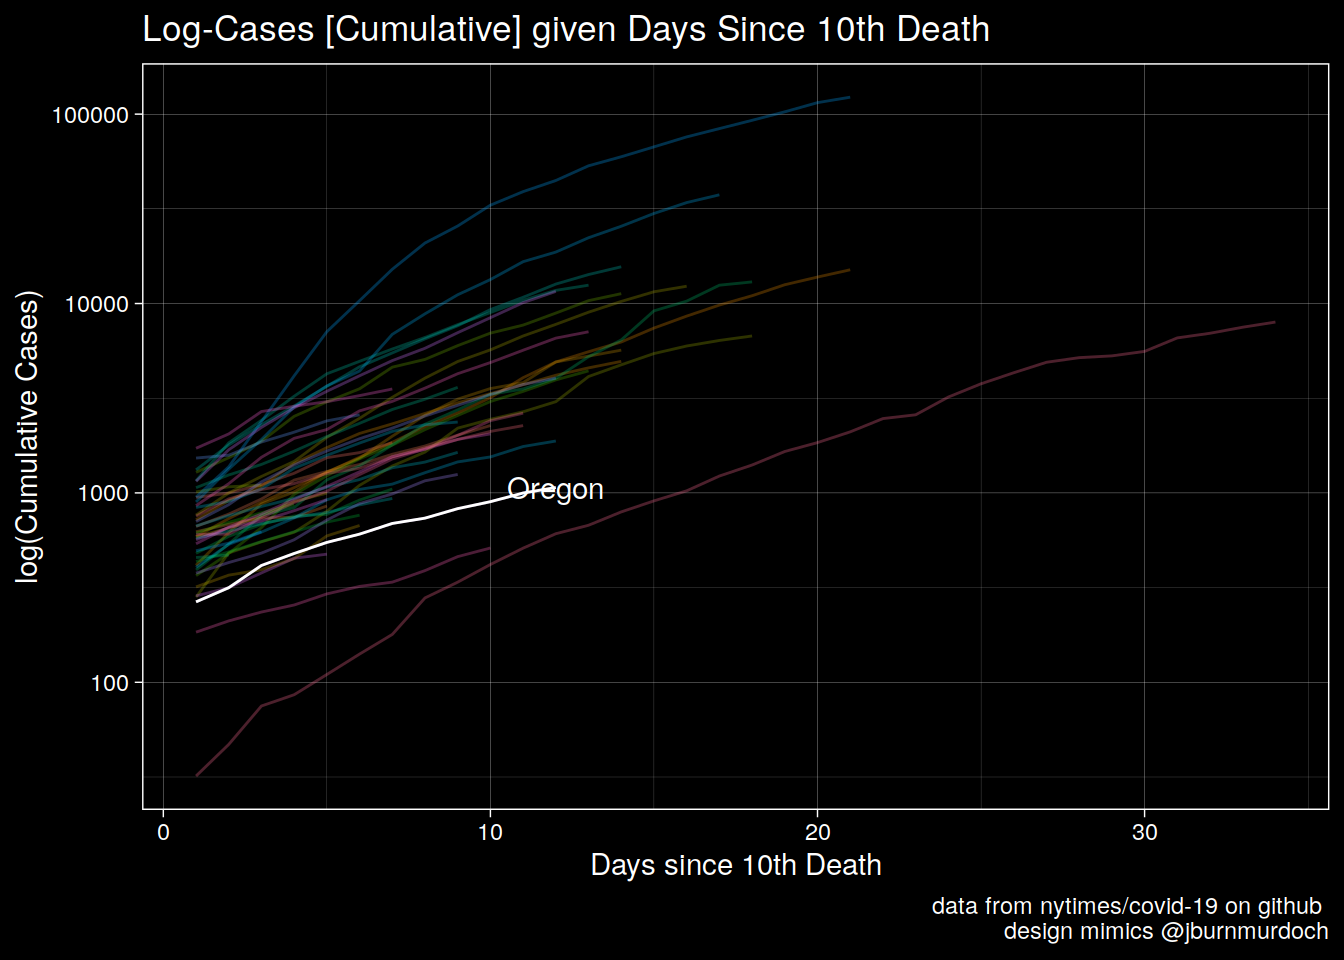 Log-Cases [Cumulative] given Days Since 10th Death
log(Cumulative Cases)
100000
10000
1000
100
Oregon
0 10 20 30
Days since 10th Death
data from nytimes/covid-19 on github
design mimics @jburnmurdoch